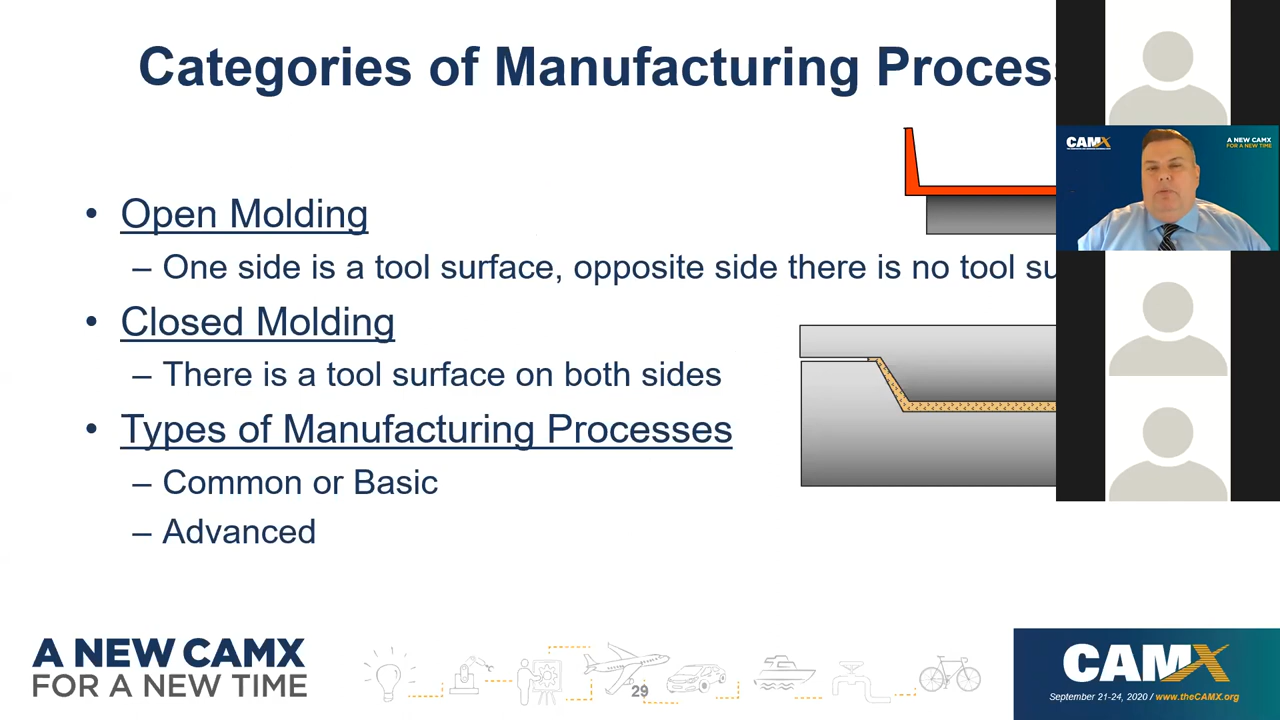 Categories of Manufacturing Proces
• Open Molding
– One side is a tool surface, opposite side there is no tool su
• Closed Molding
– There is a tool surface on both sides
• Types of Manufacturing Processes
– Common or Basic
– Advanced
CAMX
A NEW CAMX
FOR A NEW TIME
A NEW CAMX
FOR A NEW TIME
29
CAMX
September 21-24, 2020 / www.theCAMX.org